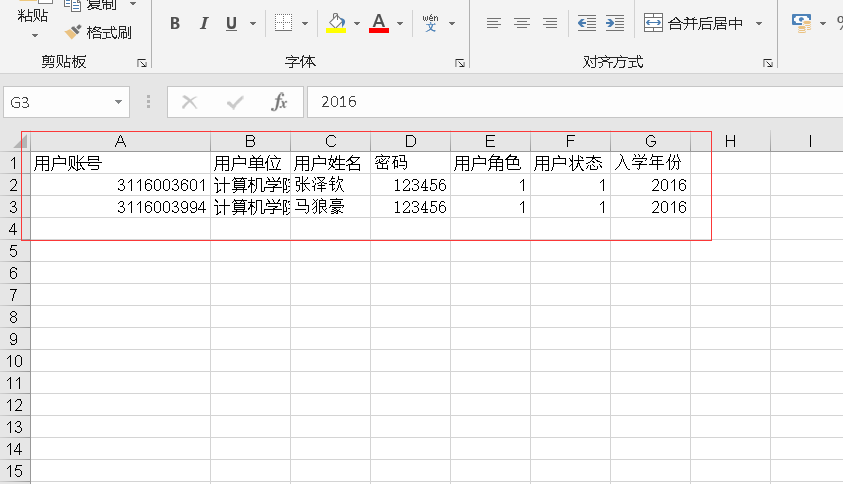 复制
粘贴
格式刷
B I U
wén
文
合并后居中
%
剪贴板 字体 对齐方式
G3 fx 2016
A B C D E F G H I
1 用户账号 用户单位 用户姓名 密码 用户角色 用户状态 入学年份
2 3116003601 计算机学院 张泽钦 123456 1 1 2016
3 3116003994 计算机学院 马狼豪 123456 1 1 2016
4
5
6
7
8
9
10
11
12
13
14
15